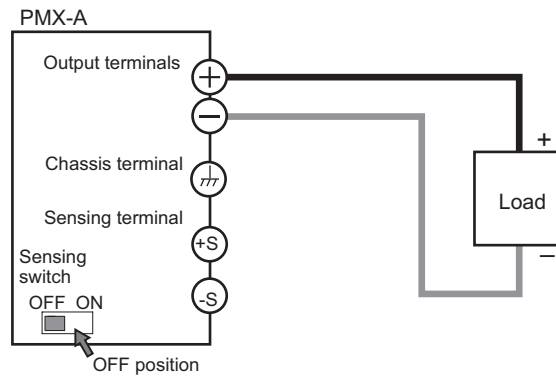 PMX-A
Output terminals
+
−
Chassis terminal
Sensing terminal
+S
Sensing
switch
-S
OFF ON
OFF position
+
Load
−